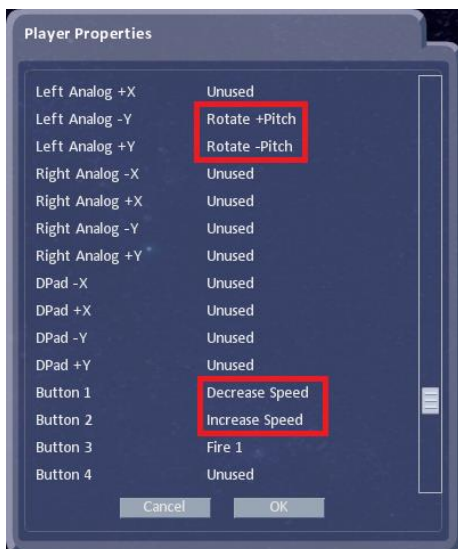 Player Properties
Left Analog +X Unused
Left Analog -Y Rotate +Pitch
Left Analog +Y Rotate -Pitch
Right Analog -X Unused
Right Analog +X Unused
Right Analog -Y Unused
Right Analog +Y Unused
DPad -X Unused
DPad +X Unused
DPad -Y Unused
DPad +Y Unused
Button 1 Decrease Speed
Button 2 Increase Speed
Button 3 Fire 1
Button 4 Unused
Cancel OK